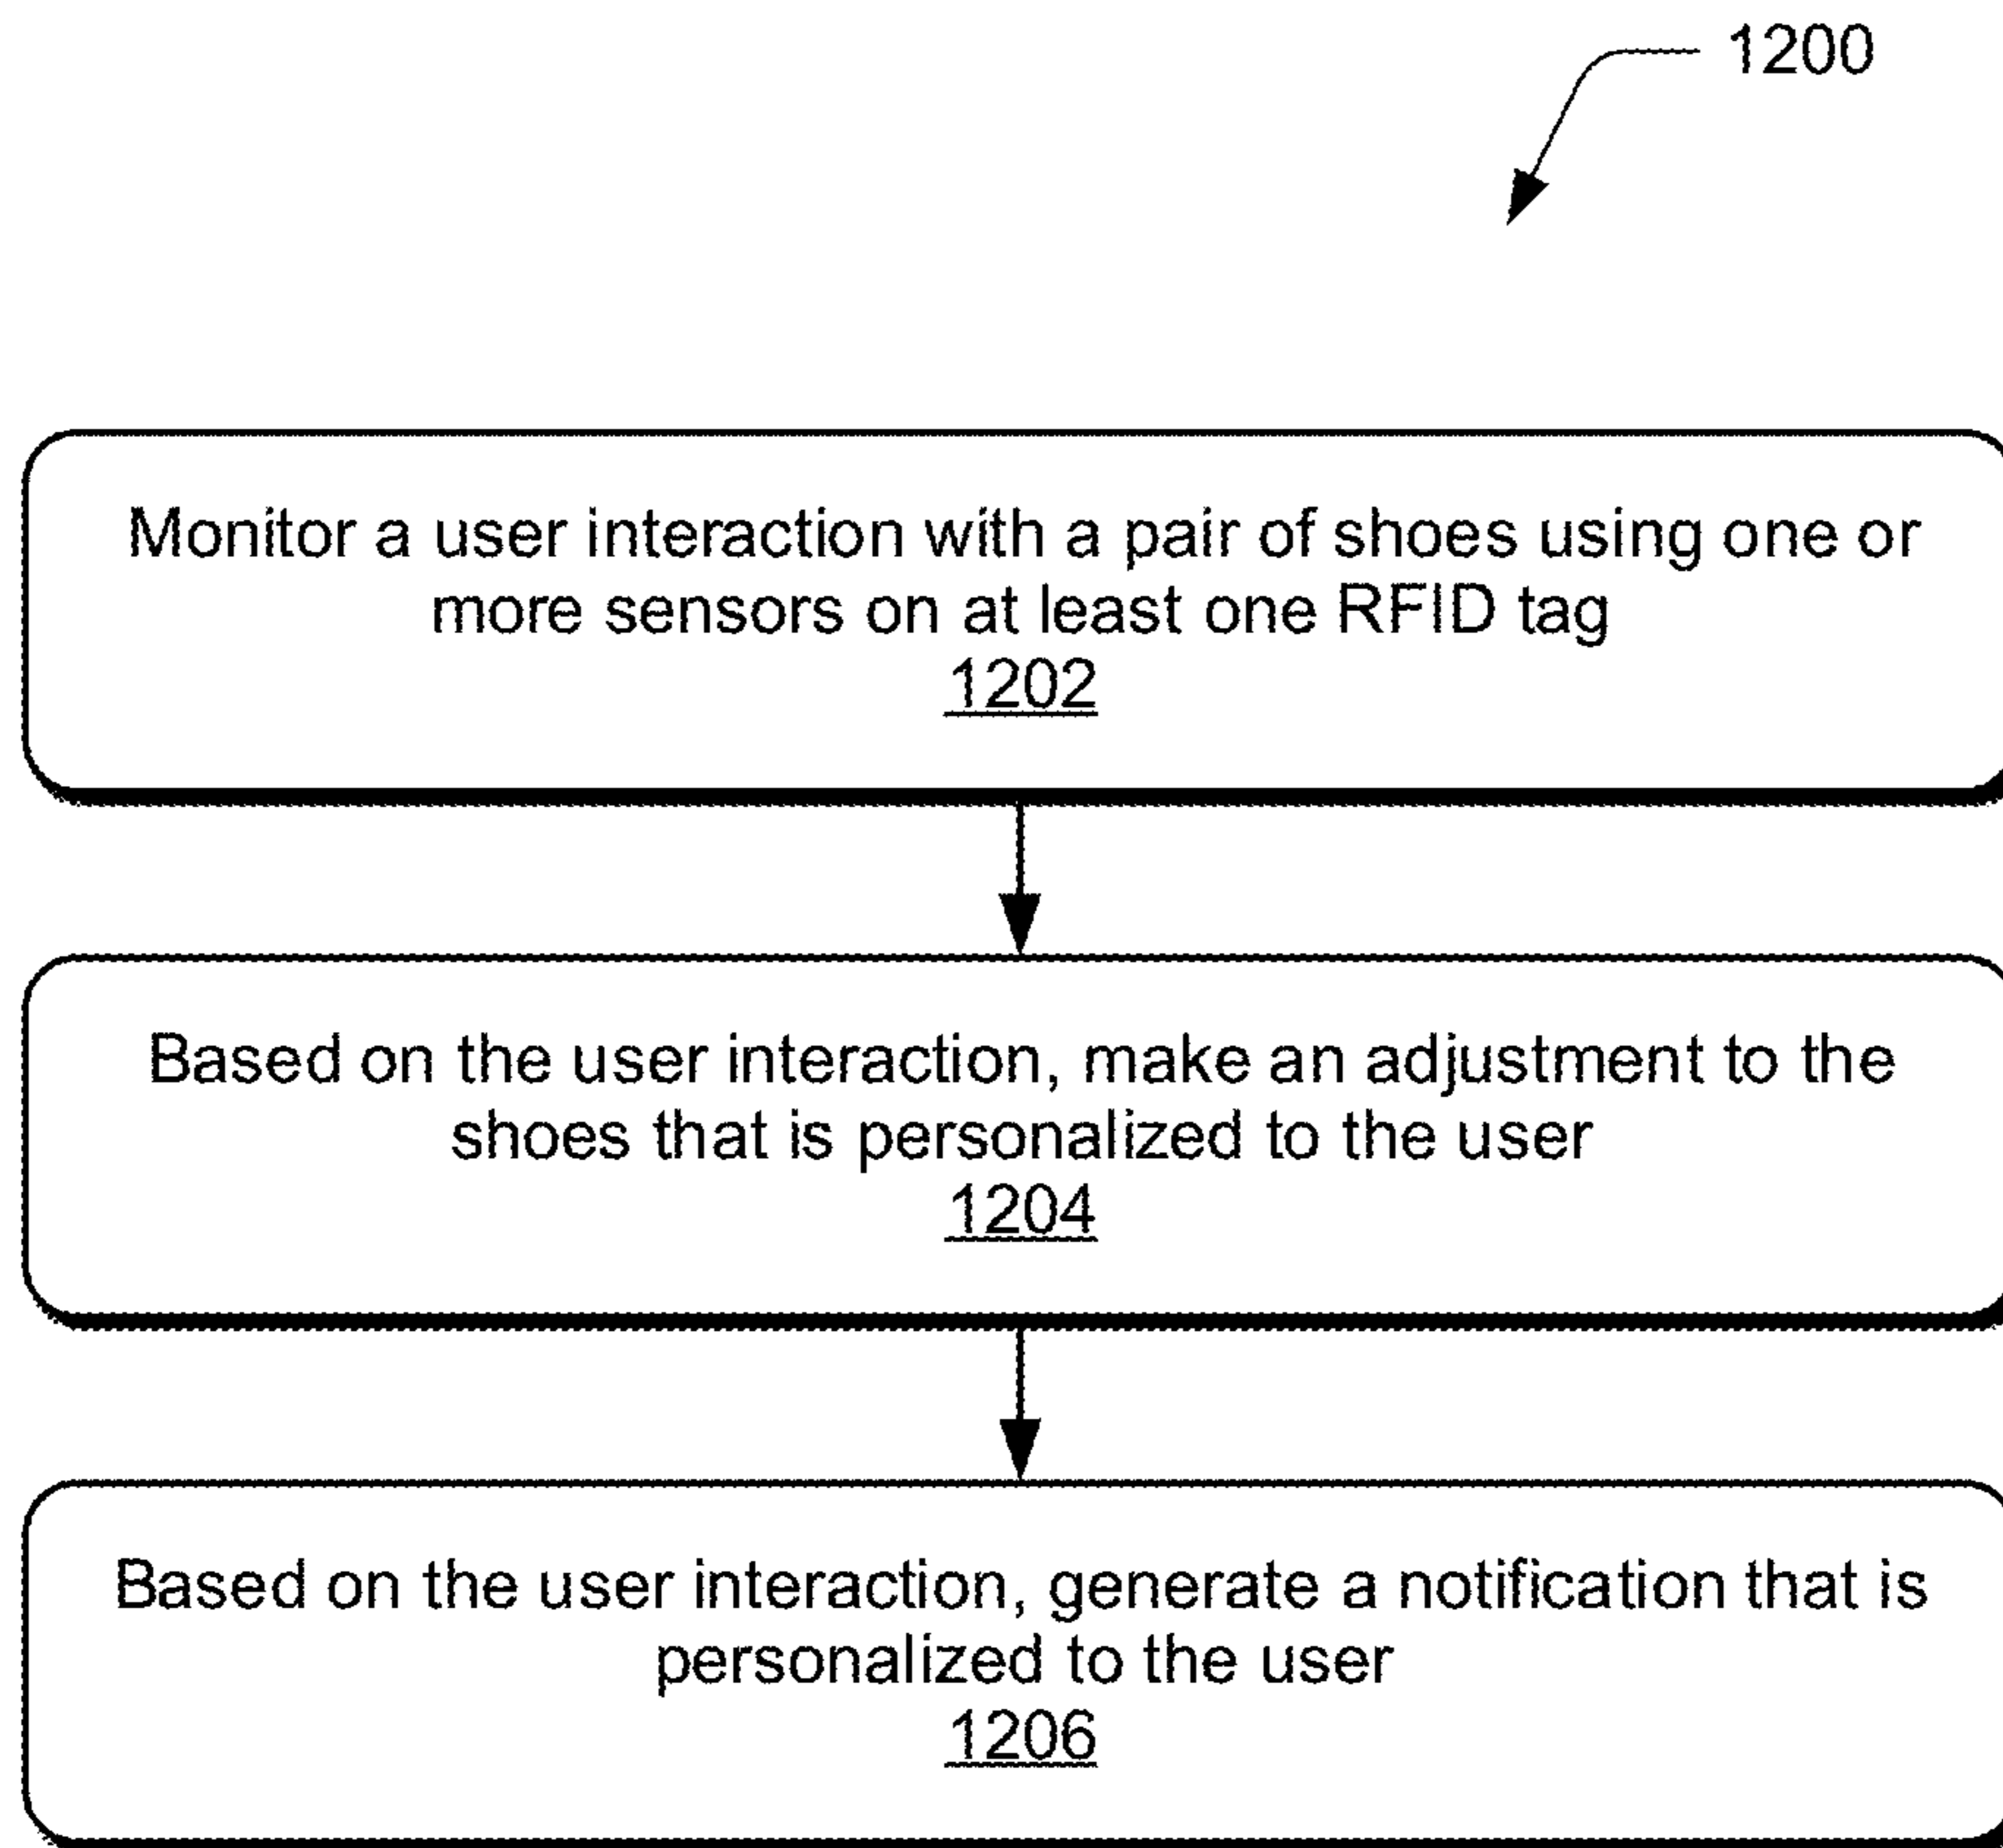 1200
Monitor a user interaction with a pair of shoes using one or
more sensors on at least one RFID tag
1202
Based on the user interaction, make an adjustment to the
shoes that is personalized to the user
1204
Based on the user interaction, generate a notification that is
personalized to the user
1206